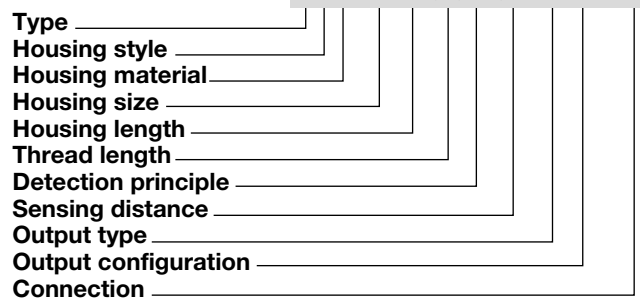 Type
Housing style
Housing material
Housing size
Housing length
Thread length
Detection principle
Sensing distance
Output type
Output configuration
Connection